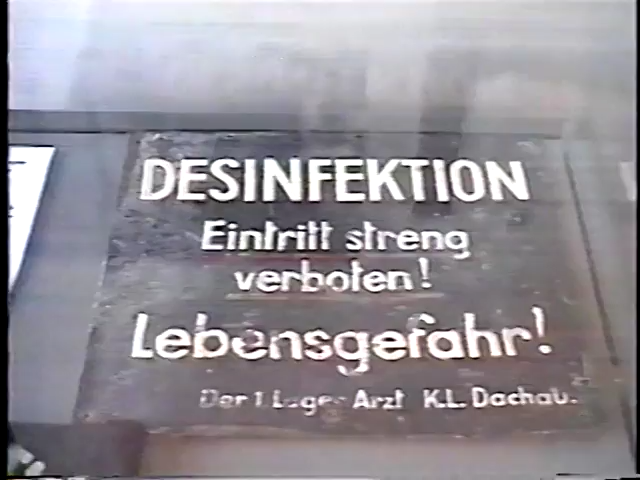 DESINFEKTION
Eintritt streng
verboten!
Lebensgefahr!
Der 1. Lager Arzt K.L. Dachau.